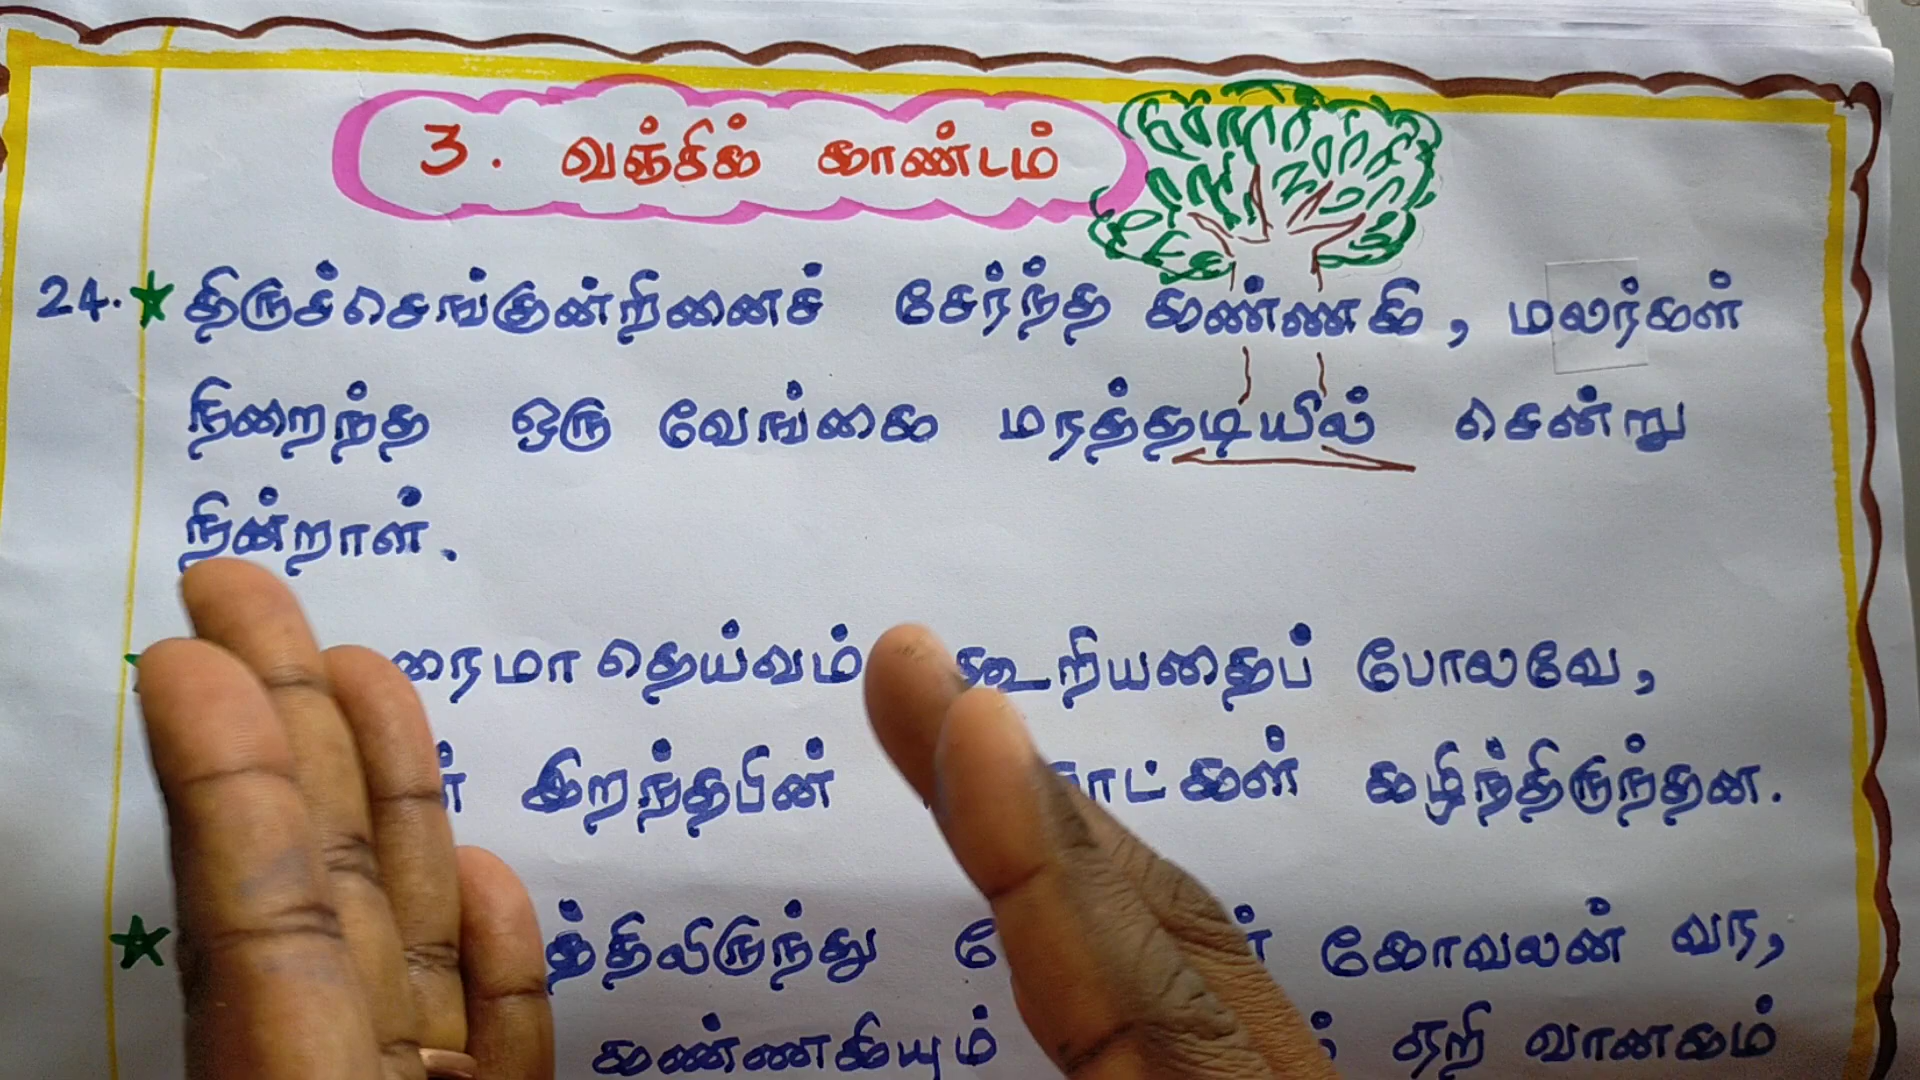 3. வஞ்சிக் காண்டம்
24. ★ திருச்செங்குன்றினைச் சேர்ந்த கண்ணகி, மலர்கள்
நிறைந்த ஒரு வேங்கை மரத்தடியில் சென்று
நின்றாள்.
தெய்வம் கூறியதைப் போலவே,
இறந்தபின் கழிந்திருந்தன.
★ கோவலன் வர,
கண்ணகியும் ஏறி வானகம்